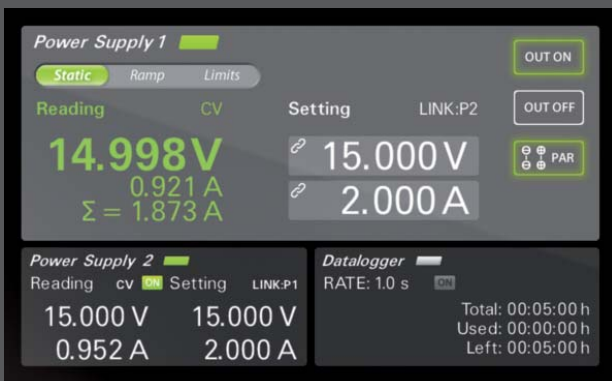 Power Supply 1
Static Ramp Limits
Reading CV
14.998 V
0.921 A
Σ = 1.873 A
Setting LINK:P2
15.000 V
2.000 A
OUT ON
OUT OFF
PAR
Power Supply 2
Reading CV ON Setting LINK:P1
15.000 V 15.000 V
0.952 A 2.000 A
Datalogger
RATE: 1.0 s ON
Total: 00:05:00 h
Used: 00:00:00 h
Left: 00:05:00 h